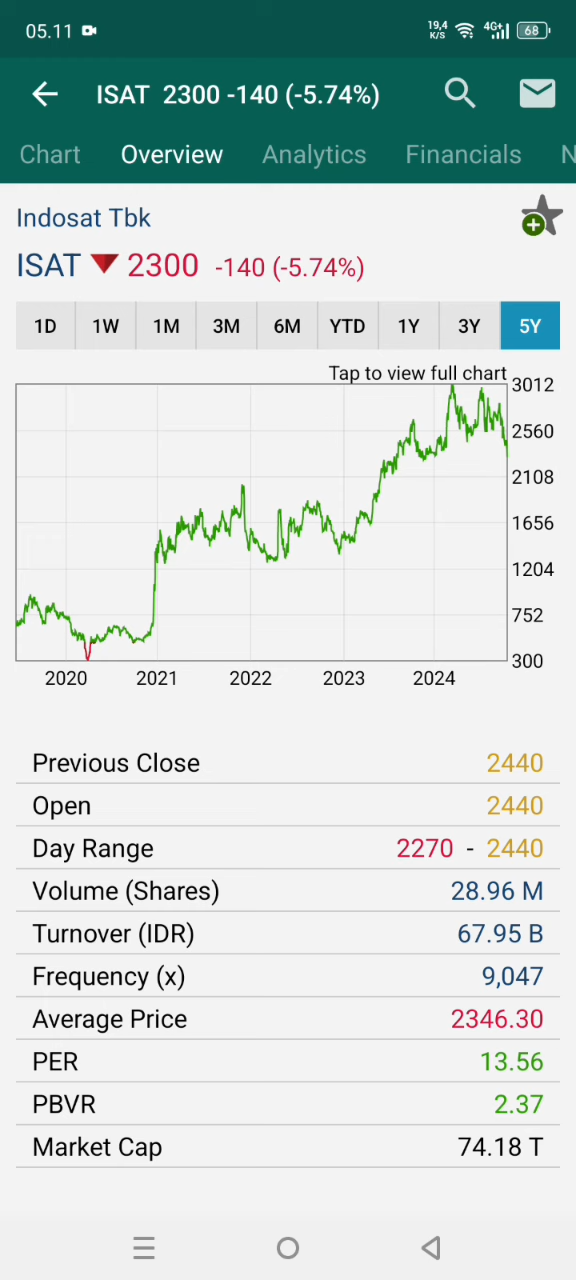 05.11 19,4 K/S 4G+ 68
ISAT 2300 -140 (-5.74%)
Chart Overview Analytics Financials N
Indosat Tbk
ISAT 2300 -140 (-5.74%)
1D 1W 1M 3M 6M YTD 1Y 3Y 5Y
Tap to view full chart
3012
2560
2108
1656
1204
752
300
2020 2021 2022 2023 2024
Previous Close 2440
Open 2440
Day Range 2270 - 2440
Volume (Shares) 28.96 M
Turnover (IDR) 67.95 B
Frequency (x) 9,047
Average Price 2346.30
PER 13.56
PBVR 2.37
Market Cap 74.18 T